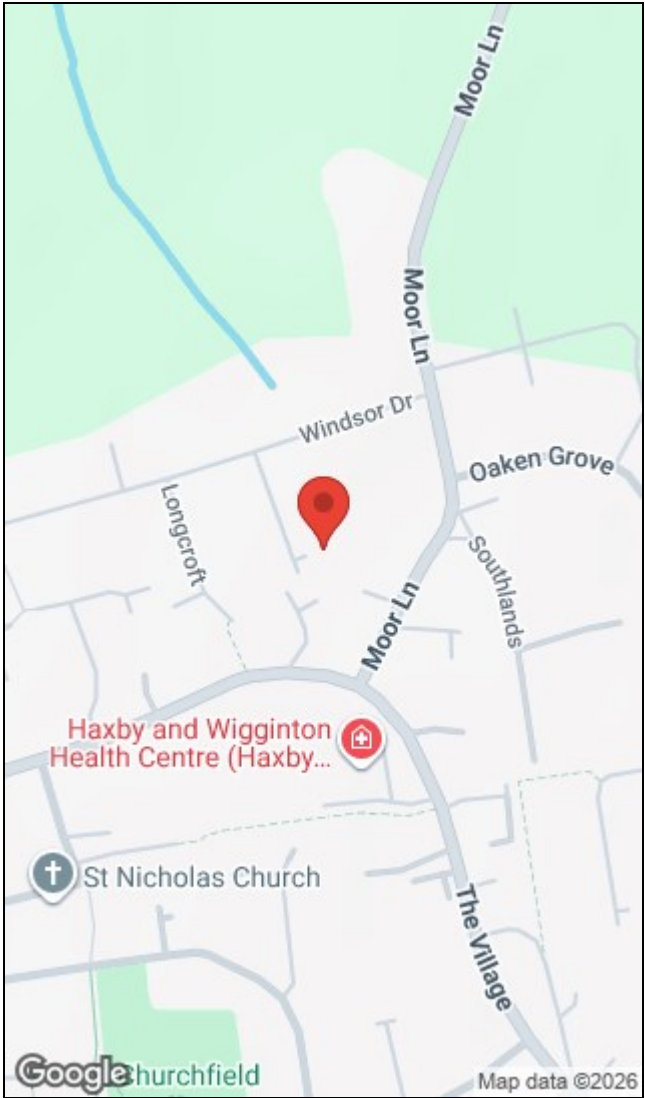 Moor Ln
Moor Ln
Windsor Dr
Oaken Grove
Longcroft
Southlands
Moor Ln
Haxby and Wigginton
Health Centre (Haxby...
St Nicholas Church
The Village
Google
Churchfield
Map data ©2026